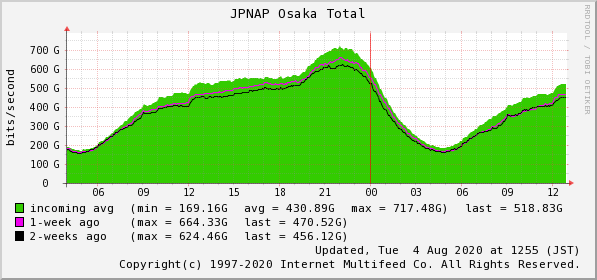 JPNAP Osaka Total
RRDTOOL / TOBI OETIKER
bits/second
700 G
600 G
500 G
400 G
300 G
200 G
100 G
0
06 09 12 15 18 21 00 03 06 09 12
incoming avg (min = 169.16G avg = 430.89G max = 717.48G) last = 518.83G
1-week ago (max = 664.33G last = 470.52G)
2-weeks ago (max = 624.46G last = 456.12G)
Updated, Tue 4 Aug 2020 at 1255 (JST)
Copyright(c) 1997-2020 Internet Multifeed Co. All Rights Reserved.